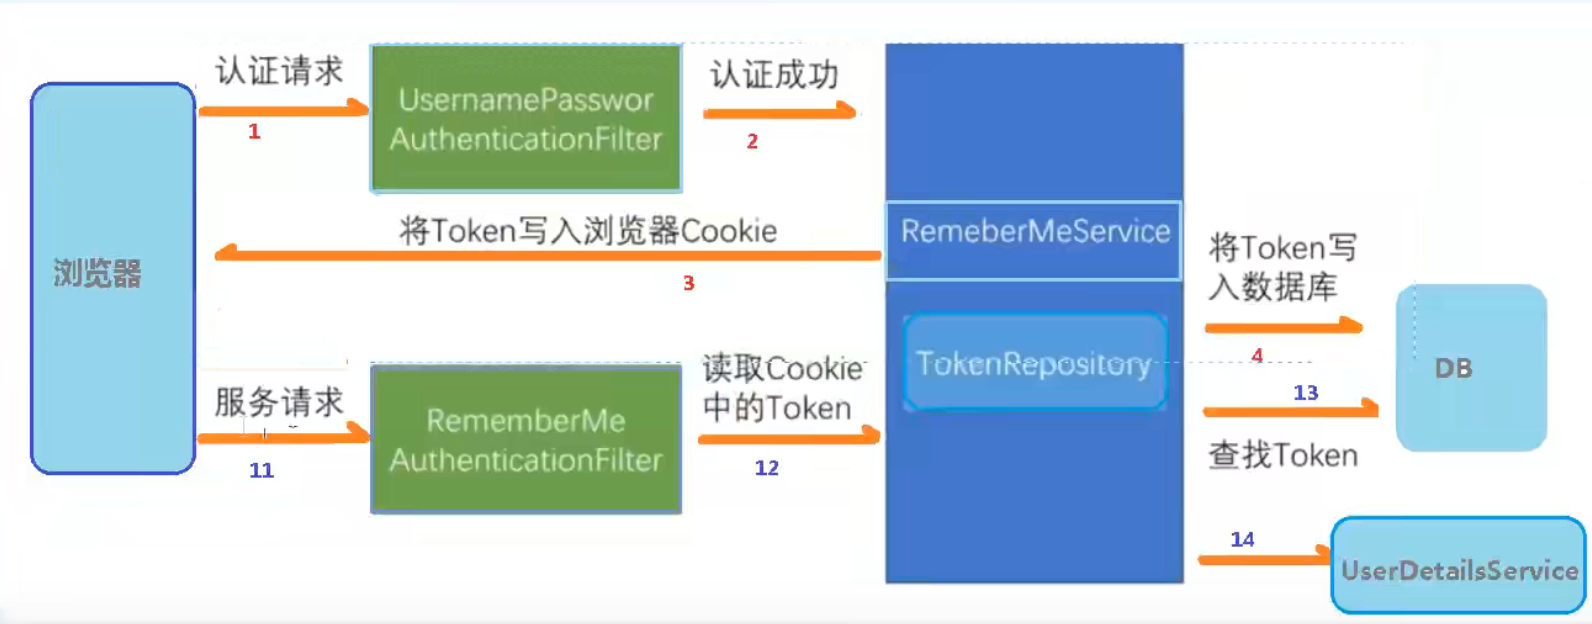 认证请求
1
UsernamePasswor
AuthenticationFilter
认证成功
2
将Token写入浏览器Cookie
3
RemeberMeService
将Token写
入数据库
4
浏览器
TokenRepository
DB
服务请求
11
RememberMe
AuthenticationFilter
读取Cookie
中的Token
12
13
查找Token
14
UserDetailsService